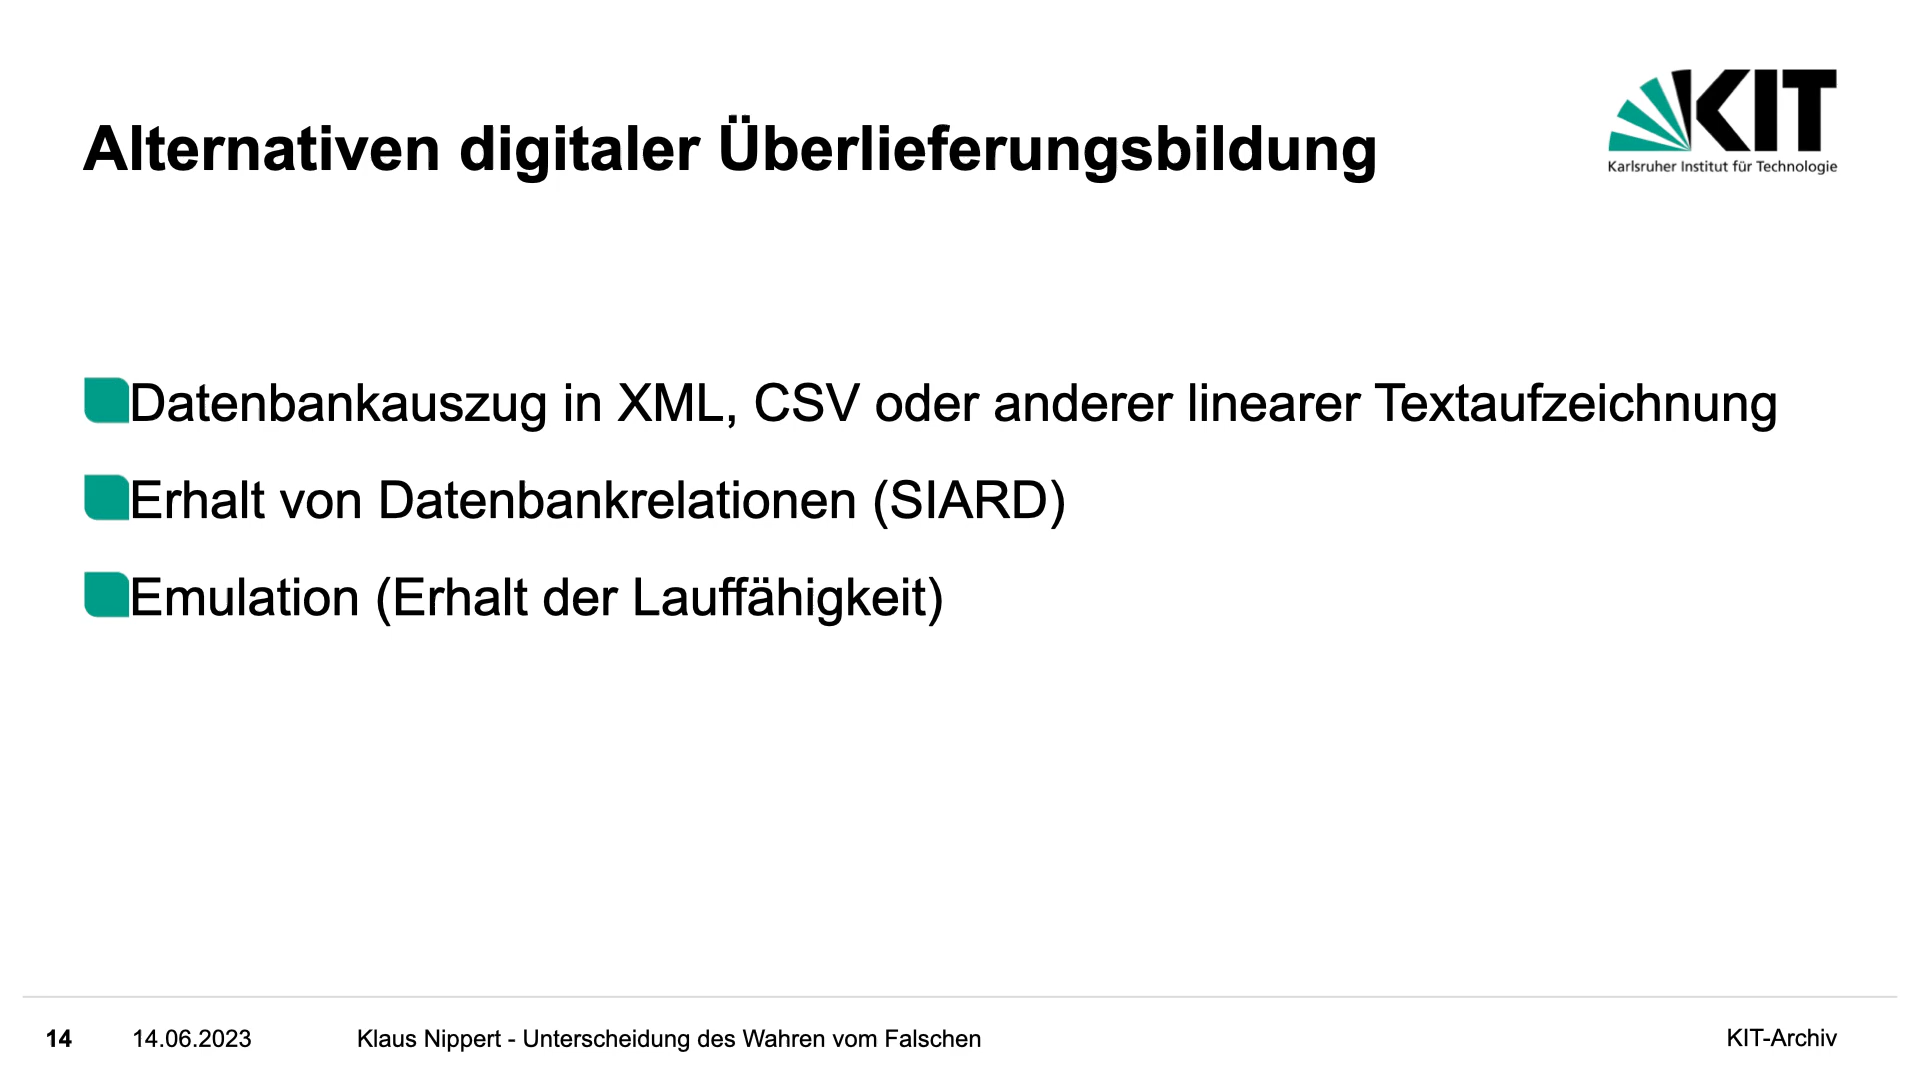 Alternativen digitaler Überlieferungsbildung
KIT
Karlsruher Institut für Technologie
Datenbankauszug in XML, CSV oder anderer linearer Textaufzeichnung
Erhalt von Datenbankrelationen (SIARD)
Emulation (Erhalt der Lauffähigkeit)
14 14.06.2023 Klaus Nippert - Unterscheidung des Wahren vom Falschen KIT-Archiv